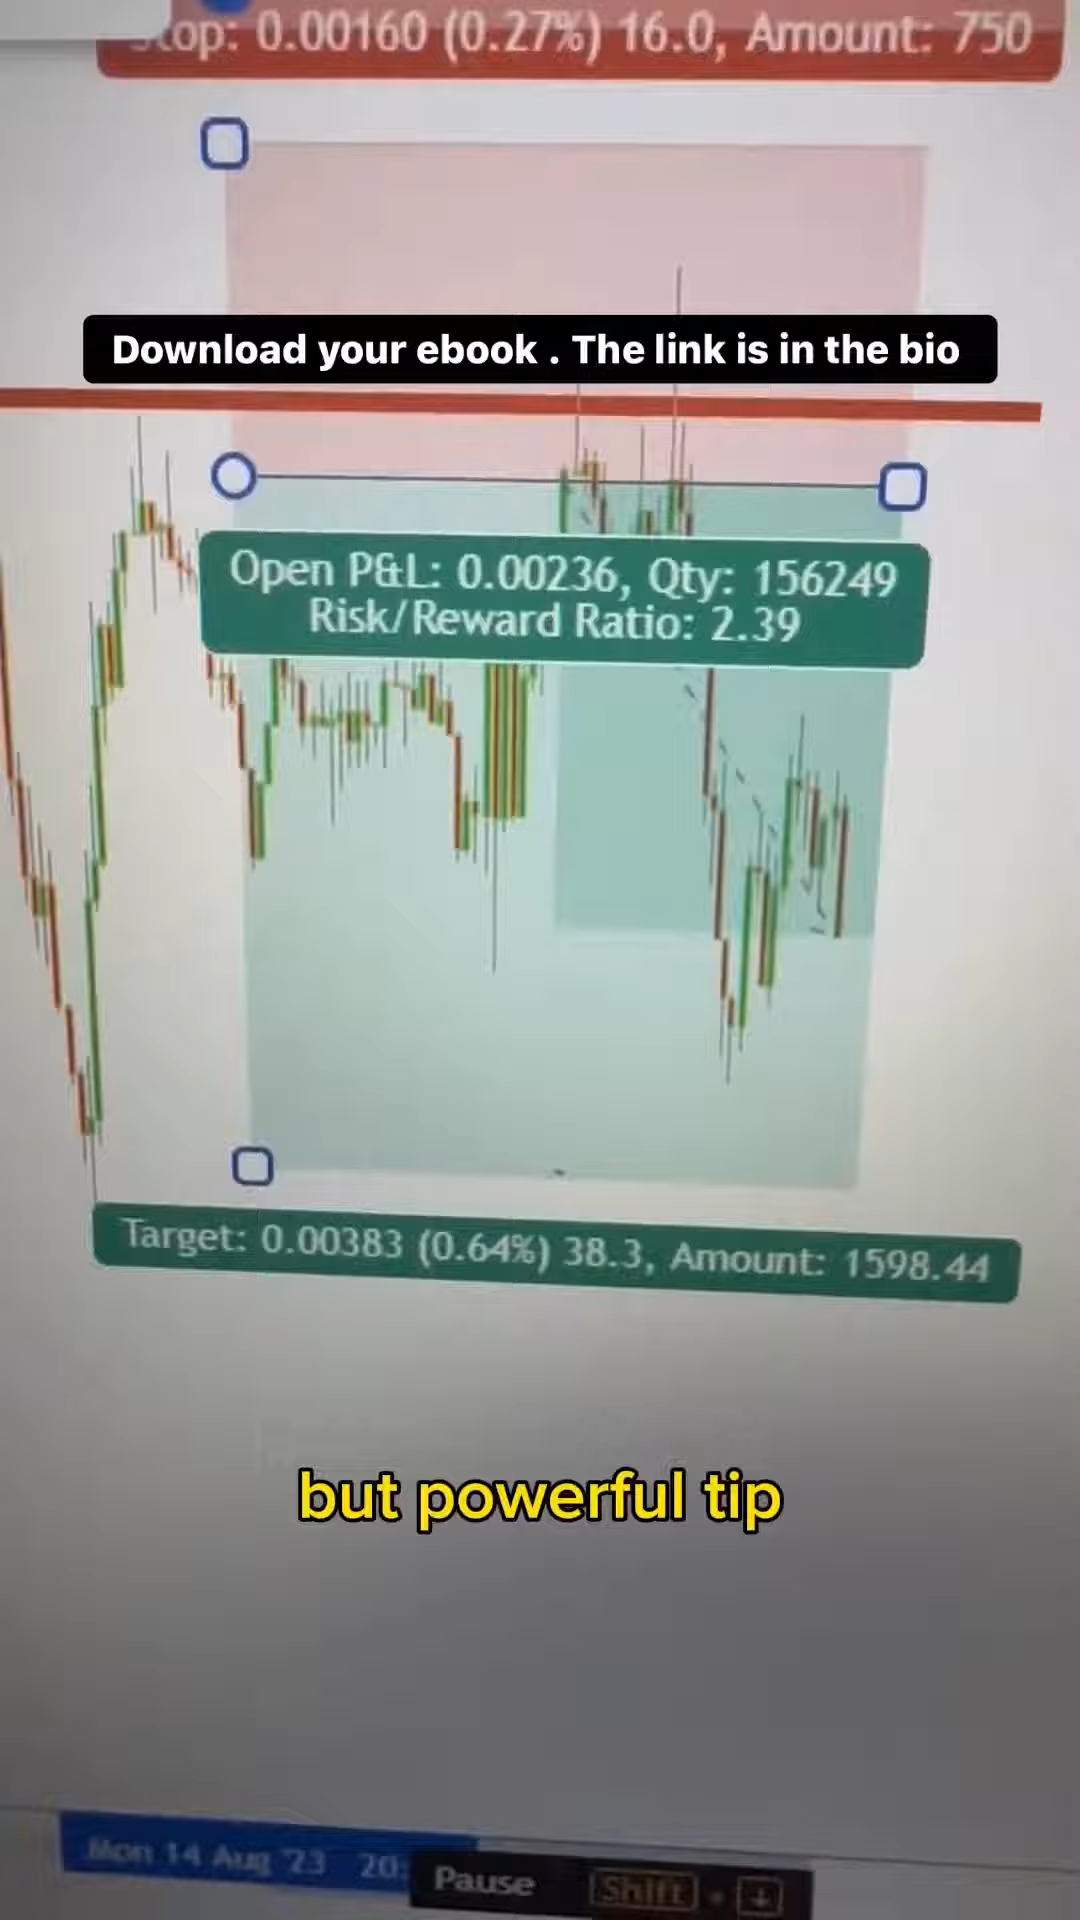 Stop: 0.00160 (0.27%) 16.0, Amount: 750
Download your ebook . The link is in the bio
Open P&L: 0.00236, Qty: 156249
Risk/Reward Ratio: 2.39
Target: 0.00383 (0.64%) 38.3, Amount: 1598.44
but powerful tip
Mon 14 Aug '23 20:
Pause Shift + ↓